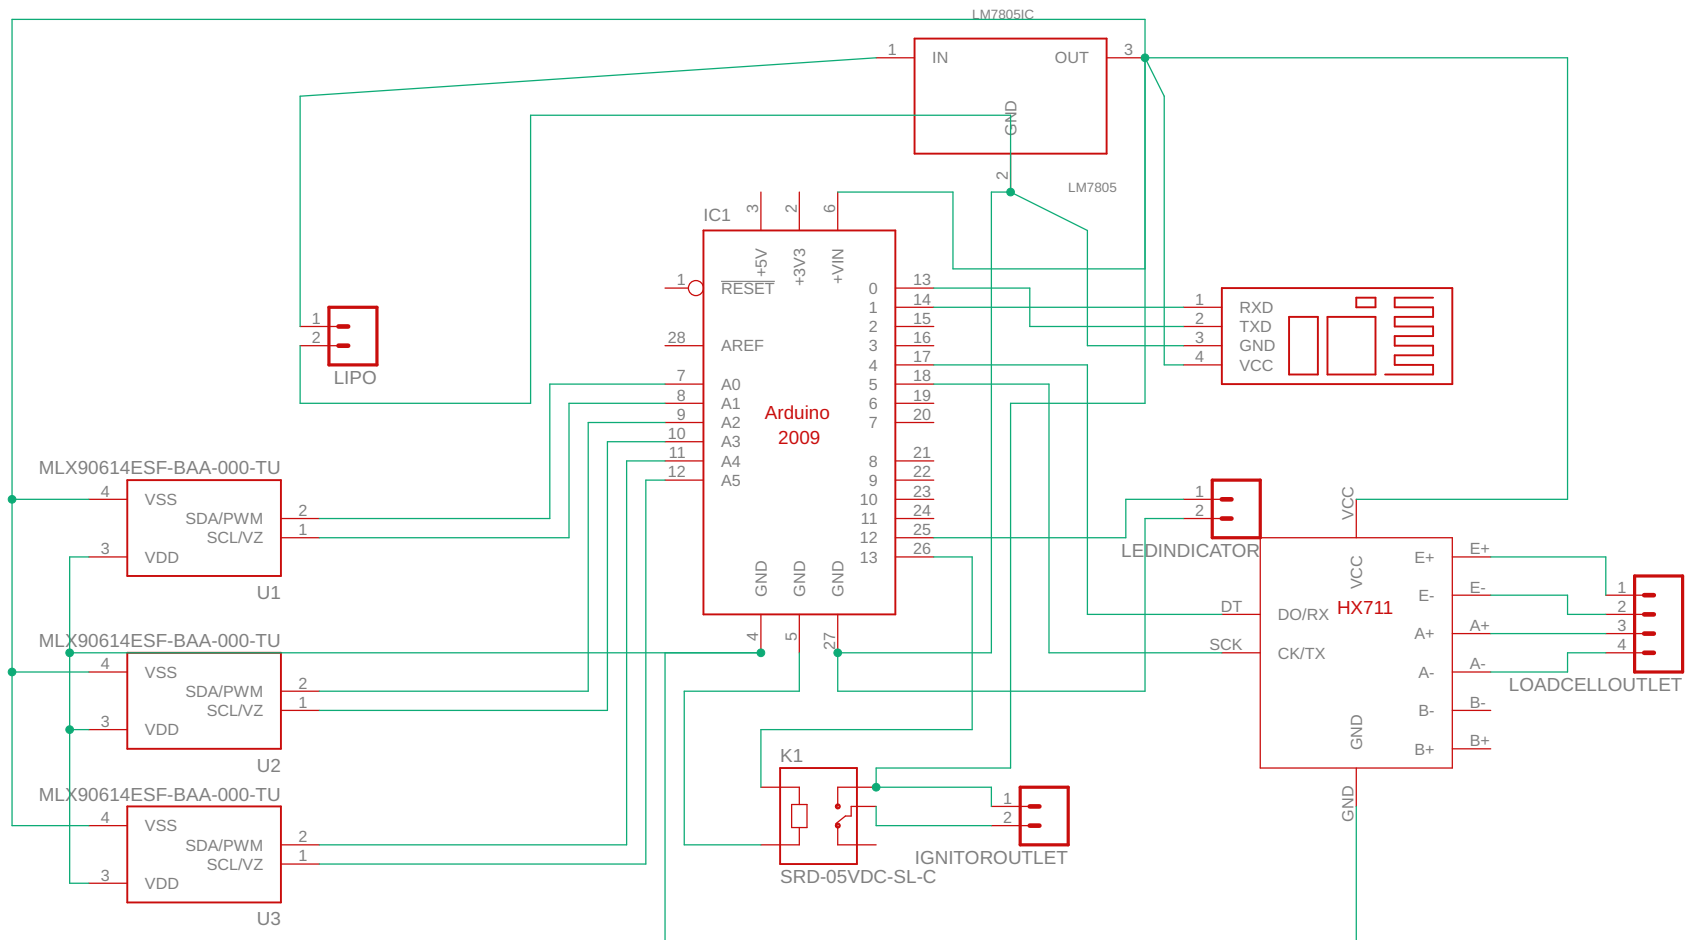 LM7805IC
1
IN
OUT
3
GND
2
LM7805
IC1
3
2
6
+5V
+3V3
+VIN
1
RESET
28
AREF
7
A0
8
A1
9
A2
10
A3
11
A4
12
A5
Arduino
2009
0
13
1
14
2
15
3
16
4
17
5
18
6
19
7
20
8
21
9
22
10
23
11
24
12
25
13
26
GND
GND
GND
4
5
27
1
RXD
2
TXD
3
GND
4
VCC
1
2
LIPO
MLX90614ESF-BAA-000-TU
4
VSS
SDA/PWM
2
SCL/VZ
1
3
VDD
U1
MLX90614ESF-BAA-000-TU
4
VSS
SDA/PWM
2
SCL/VZ
1
3
VDD
U2
MLX90614ESF-BAA-000-TU
4
VSS
SDA/PWM
2
SCL/VZ
1
3
VDD
U3
1
2
LEDINDICATOR
VCC
VCC
HX711
DT
DO/RX
SCK
CK/TX
E+
E+
E-
E-
A+
A+
A-
A-
B-
B-
B+
B+
GND
GND
1
2
3
4
LOADCELLOUTLET
K1
SRD-05VDC-SL-C
1
2
IGNITOROUTLET